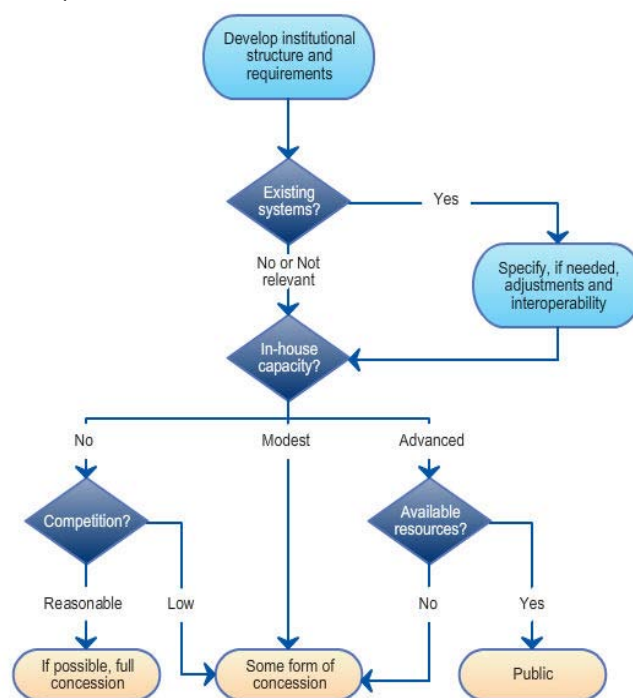 Develop institutional
structure and
requirements
Existing
systems?
Yes
No or Not
relevant
Specify, if needed,
adjustments and
interoperability
In-house
capacity?
No
Modest
Advanced
Competition?
Available
resources?
Reasonable
Low
No
Yes
If possible, full
concession
Some form of
concession
Public